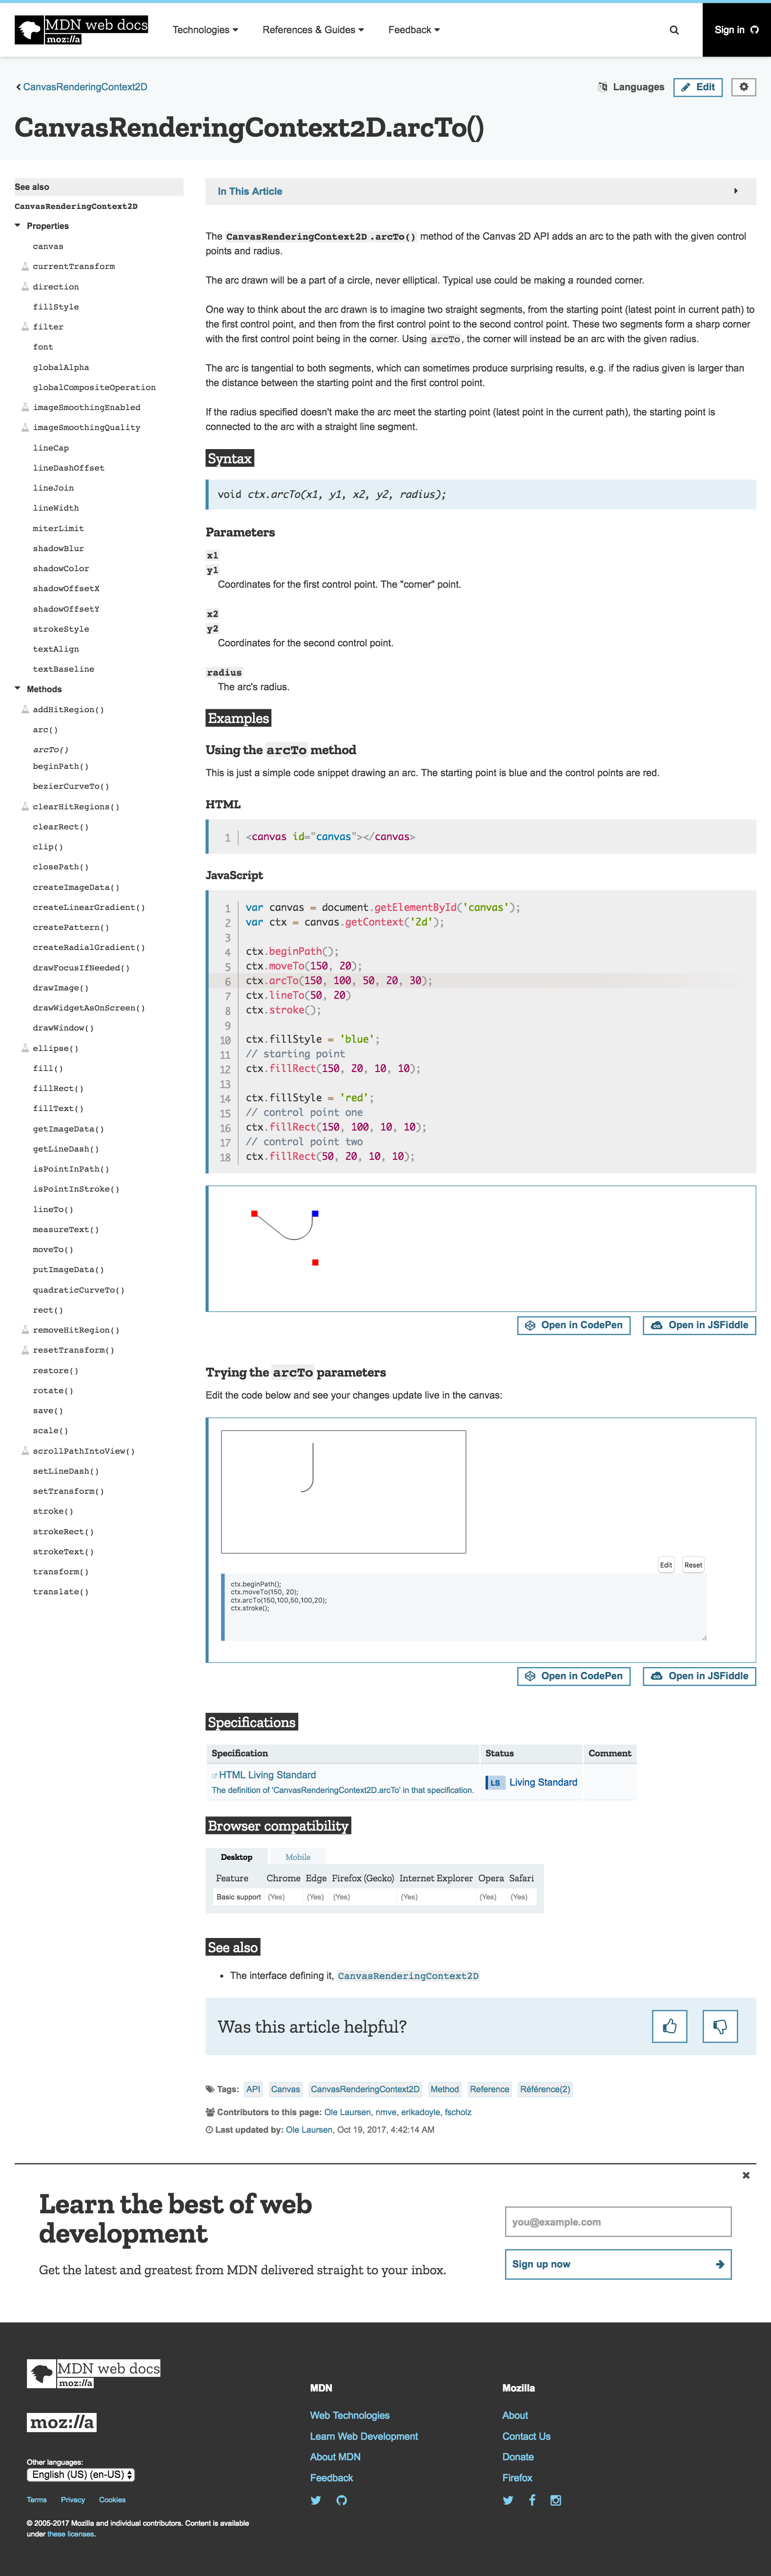 MDN web docs
moz://a
Technologies
References & Guides
Feedback
Sign in
CanvasRenderingContext2D
Languages
Edit
CanvasRenderingContext2D.arcTo()
See also
CanvasRenderingContext2D
Properties
canvas
currentTransform
direction
fillStyle
filter
font
globalAlpha
globalCompositeOperation
imageSmoothingEnabled
imageSmoothingQuality
lineCap
lineDashOffset
lineJoin
lineWidth
miterLimit
shadowBlur
shadowColor
shadowOffsetX
shadowOffsetY
strokeStyle
textAlign
textBaseline
Methods
addHitRegion()
arc()
arcTo()
beginPath()
bezierCurveTo()
clearHitRegions()
clearRect()
clip()
closePath()
createImageData()
createLinearGradient()
createPattern()
createRadialGradient()
drawFocusIfNeeded()
drawImage()
drawWidgetAsOnScreen()
drawWindow()
ellipse()
fill()
fillRect()
fillText()
getImageData()
getLineDash()
isPointInPath()
isPointInStroke()
lineTo()
measureText()
moveTo()
putImageData()
quadraticCurveTo()
rect()
removeHitRegion()
resetTransform()
restore()
rotate()
save()
scale()
scrollPathIntoView()
setLineDash()
setTransform()
stroke()
strokeRect()
strokeText()
transform()
translate()
In This Article
The CanvasRenderingContext2D.arcTo() method of the Canvas 2D API adds an arc to the path with the given control
points and radius.
The arc drawn will be a part of a circle, never elliptical. Typical use could be making a rounded corner.
One way to think about the arc drawn is to imagine two straight segments, from the starting point (latest point in current path) to
the first control point, and then from the first control point to the second control point. These two segments form a sharp corner
with the first control point being in the corner. Using arcTo, the corner will instead be an arc with the given radius.
The arc is tangential to both segments, which can sometimes produce surprising results, e.g. if the radius given is larger than
the distance between the starting point and the first control point.
If the radius specified doesn't make the arc meet the starting point (latest point in the current path), the starting point is
connected to the arc with a straight line segment.
Syntax
void ctx.arcTo(x1, y1, x2, y2, radius);
Parameters
x1
y1
Coordinates for the first control point. The "corner" point.
x2
y2
Coordinates for the second control point.
radius
The arc's radius.
Examples
Using the arcTo method
This is just a simple code snippet drawing an arc. The starting point is blue and the control points are red.
HTML
1 <canvas id="canvas"></canvas>
JavaScript
1 var canvas = document.getElementById('canvas');
2 var ctx = canvas.getContext('2d');
3
4 ctx.beginPath();
5 ctx.moveTo(150, 20);
6 ctx.arcTo(150, 100, 50, 20, 30);
7 ctx.lineTo(50, 20)
8 ctx.stroke();
9
10 ctx.fillStyle = 'blue';
11 // starting point
12 ctx.fillRect(150, 20, 10, 10);
13
14 ctx.fillStyle = 'red';
15 // control point one
16 ctx.fillRect(150, 100, 10, 10);
17 // control point two
18 ctx.fillRect(50, 20, 10, 10);
Open in CodePen
Open in JSFiddle
Trying the arcTo parameters
Edit the code below and see your changes update live in the canvas:
Edit
Reset
ctx.beginPath();
ctx.moveTo(150, 20);
ctx.arcTo(150,100,50,100,20);
ctx.stroke();
Open in CodePen
Open in JSFiddle
Specifications
Specification Status Comment
HTML Living Standard
The definition of 'CanvasRenderingContext2D.arcTo' in that specification.
LS Living Standard
Browser compatibility
Desktop Mobile
Feature Chrome Edge Firefox (Gecko) Internet Explorer Opera Safari
Basic support (Yes) (Yes) (Yes) (Yes) (Yes) (Yes)
See also
• The interface defining it, CanvasRenderingContext2D
Was this article helpful?
Tags: API Canvas CanvasRenderingContext2D Method Reference Référence(2)
Contributors to this page: Ole Laursen, nmve, erikadoyle, fscholz
Last updated by: Ole Laursen, Oct 19, 2017, 4:42:14 AM
Learn the best of web
development
Get the latest and greatest from MDN delivered straight to your inbox.
you@example.com
Sign up now
MDN web docs
moz://a
moz://a
Other languages:
English (US) (en-US)
Terms Privacy Cookies
© 2005-2017 Mozilla and individual contributors. Content is available
under these licenses.
MDN
Web Technologies
Learn Web Development
About MDN
Feedback
Mozilla
About
Contact Us
Donate
Firefox